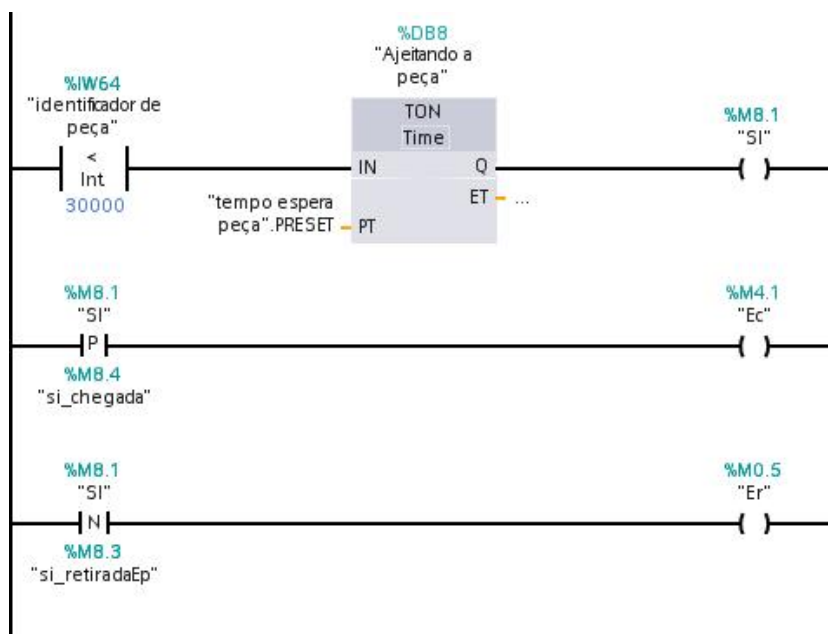 %DB8
"Ajeitando a
peça"
%IW64
"identificador de
peça"
<
Int
30000
TON
Time
IN
Q
"tempo espera
peça".PRESET
PT
ET
...
%M8.1
"SI"
%M8.1
"SI"
P
%M8.4
"si_chegada"
%M4.1
"Ec"
%M8.1
"SI"
N
%M8.3
"si_retiradaEp"
%M0.5
"Er"